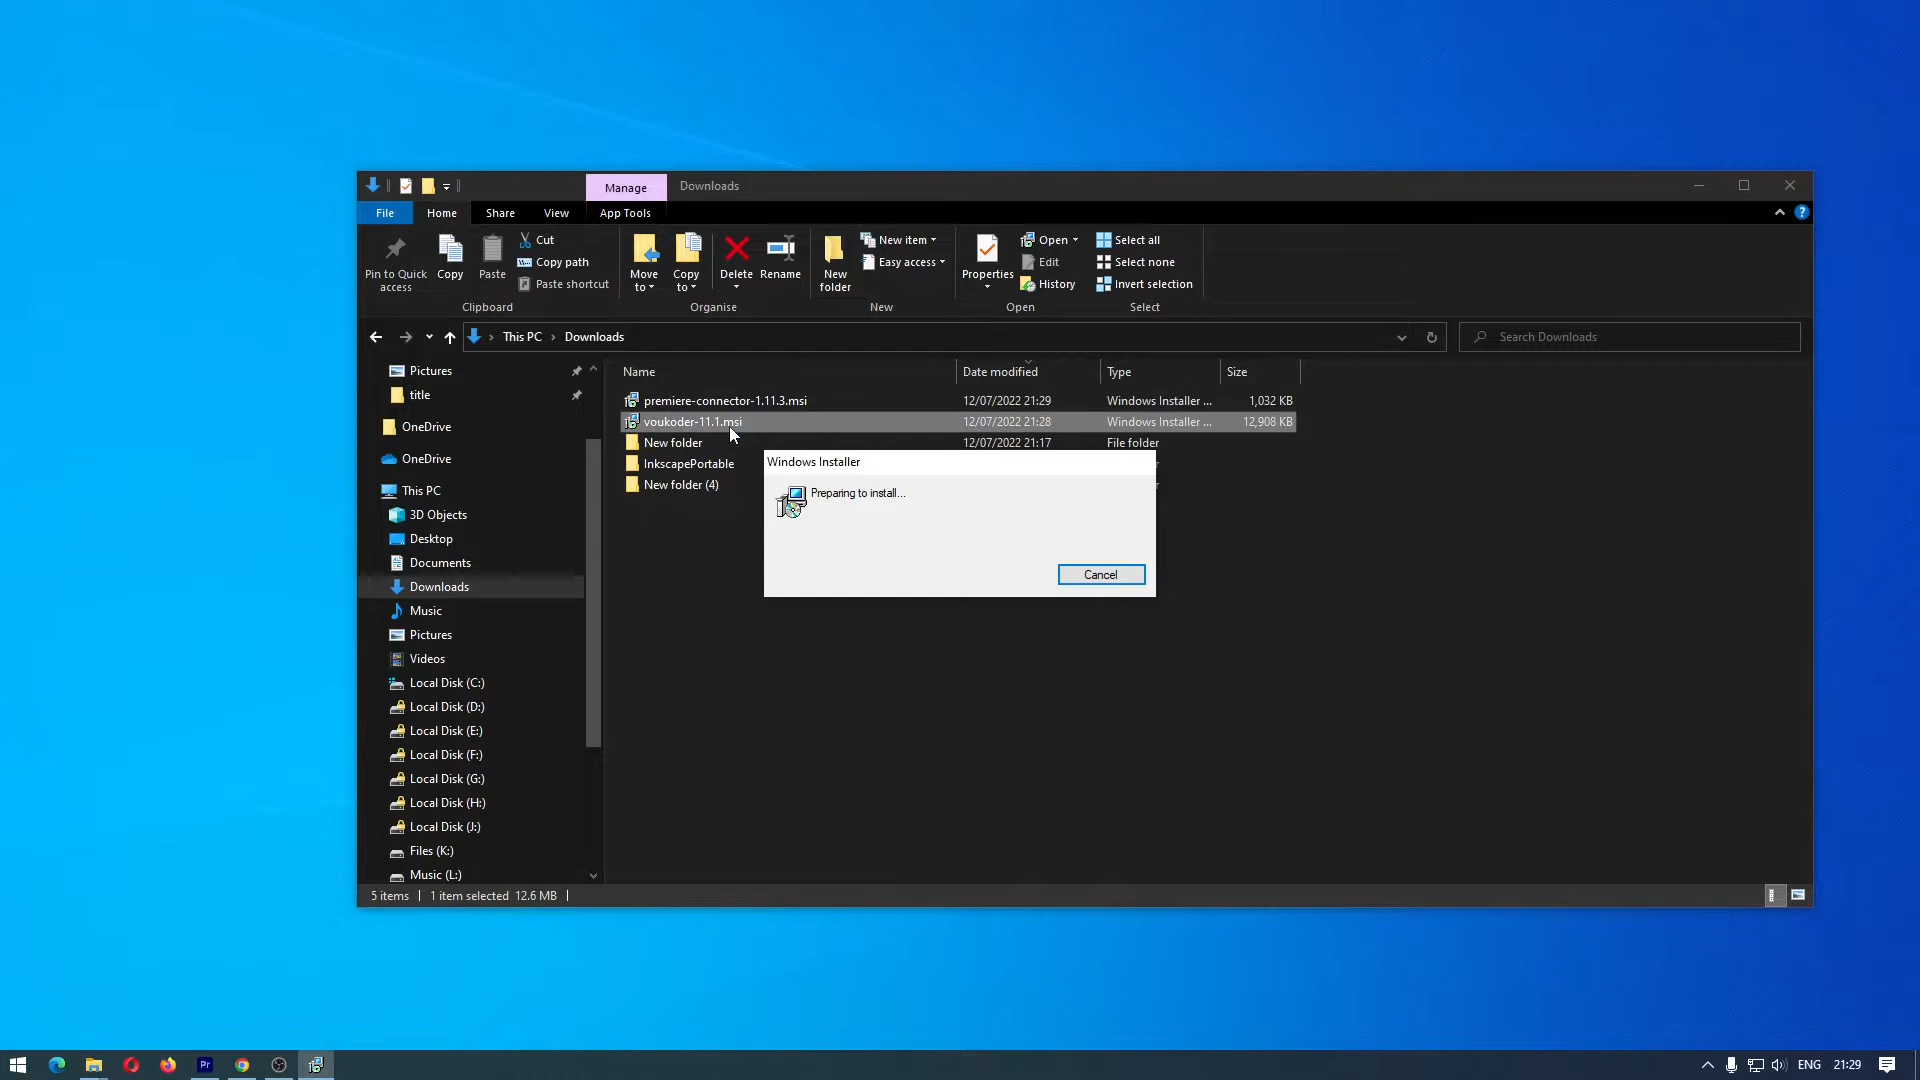 Manage
Downloads
File
Home
Share
View
App Tools
Pin to Quick access
Copy
Paste
Cut
Copy path
Paste shortcut
Clipboard
Move to
Copy to
Delete
Rename
Organise
New folder
New item
Easy access
New
Properties
Open
Edit
History
Open
Select all
Select none
Invert selection
Select
This PC > Downloads
Search Downloads
Name Date modified Type Size
premiere-connector-1.11.3.msi 12/07/2022 21:29 Windows Installer ... 1,032 KB
voukoder-11.1.msi 12/07/2022 21:28 Windows Installer ... 12,908 KB
New folder 12/07/2022 21:17 File folder
InkscapePortable
New folder (4)
Windows Installer
Preparing to install...
Cancel
Pictures
title
OneDrive
OneDrive
This PC
3D Objects
Desktop
Documents
Downloads
Music
Pictures
Videos
Local Disk (C:)
Local Disk (D:)
Local Disk (E:)
Local Disk (F:)
Local Disk (G:)
Local Disk (H:)
Local Disk (J:)
Files (K:)
Music (L:)
5 items 1 item selected 12.6 MB
Pr
ENG 21:29